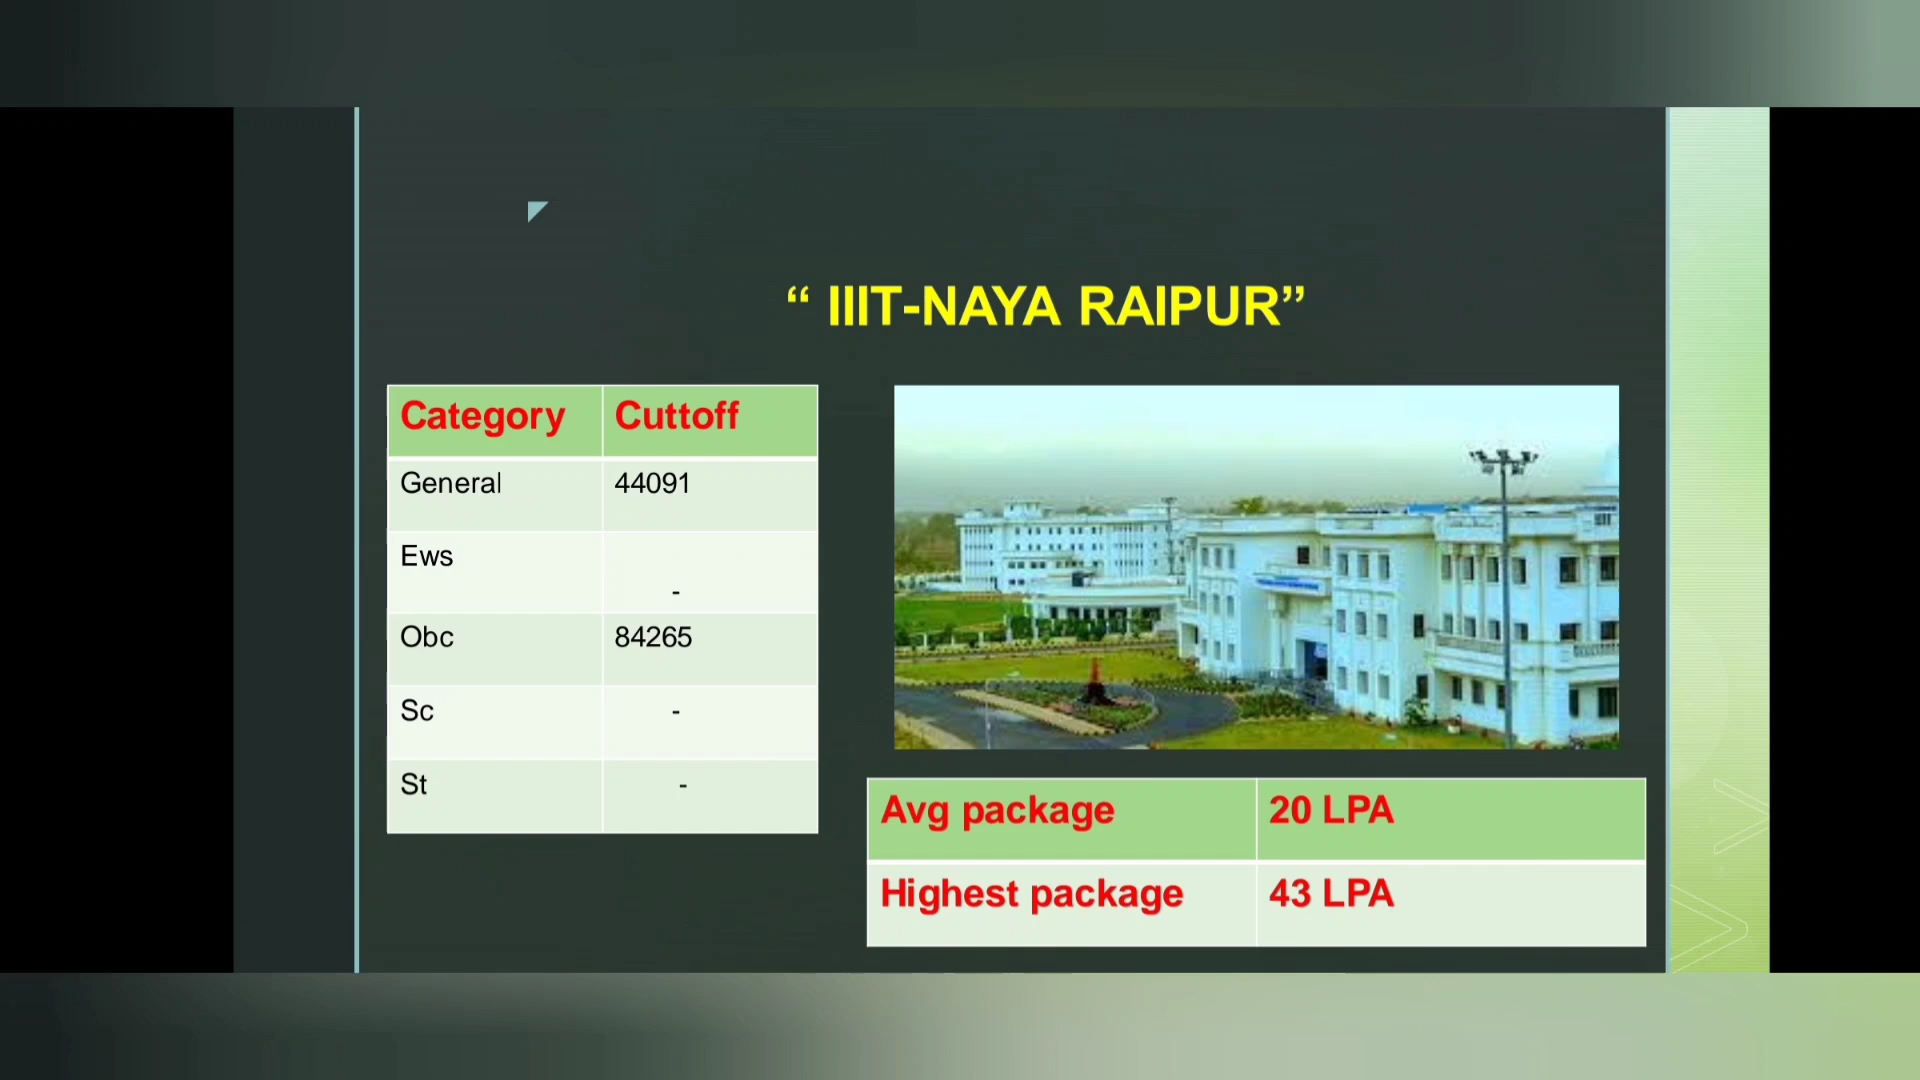 “ IIIT-NAYA RAIPUR”
Category Cuttoff
General 44091
Ews -
Obc 84265
Sc -
St -
Avg package 20 LPA
Highest package 43 LPA